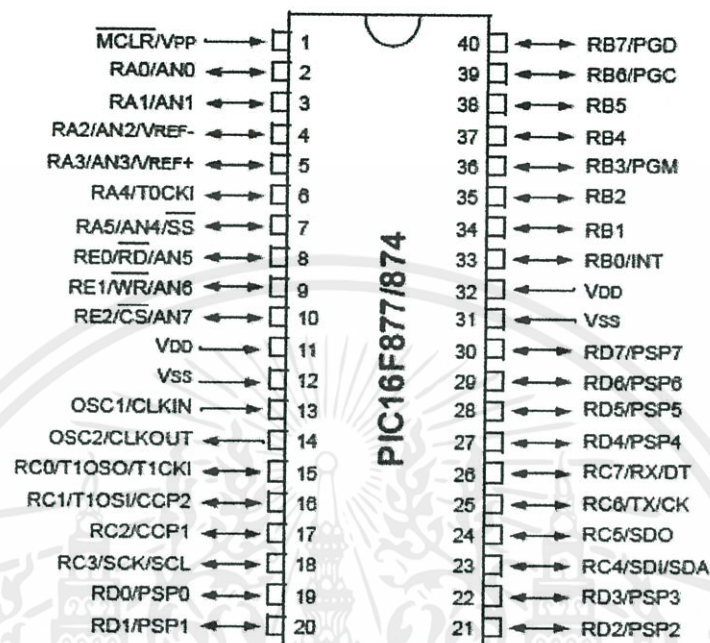 MCLR/VPP 1
RA0/AN0 2
RA1/AN1 3
RA2/AN2/VREF- 4
RA3/AN3/VREF+ 5
RA4/T0CKI 6
RA5/AN4/SS 7
RE0/RD/AN5 8
RE1/WR/AN6 9
RE2/CS/AN7 10
VDD 11
VSS 12
OSC1/CLKIN 13
OSC2/CLKOUT 14
RC0/T1OSO/T1CKI 15
RC1/T1OSI/CCP2 16
RC2/CCP1 17
RC3/SCK/SCL 18
RD0/PSP0 19
RD1/PSP1 20
PIC16F877/874
40 RB7/PGD
39 RB6/PGC
38 RB5
37 RB4
36 RB3/PGM
35 RB2
34 RB1
33 RB0/INT
32 VDD
31 VSS
30 RD7/PSP7
29 RD6/PSP6
28 RD5/PSP5
27 RD4/PSP4
26 RC7/RX/DT
25 RC6/TX/CK
24 RC5/SDO
23 RC4/SDI/SDA
22 RD3/PSP3
21 RD2/PSP2